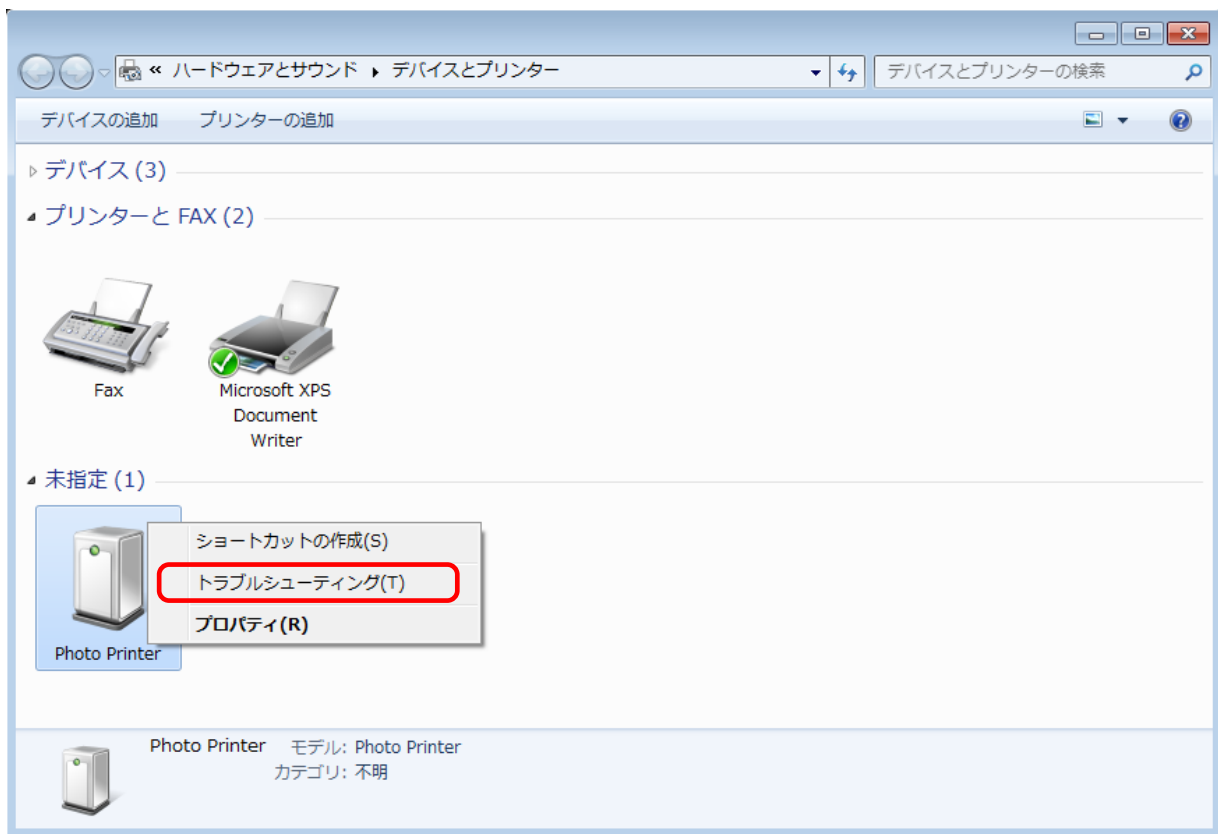 « ハードウェアとサウンド ▸ デバイスとプリンター
デバイスとプリンターの検索
デバイスの追加 プリンターの追加
デバイス (3)
プリンターと FAX (2)
Fax
Microsoft XPS
Document
Writer
未指定 (1)
ショートカットの作成(S)
トラブルシューティング(T)
プロパティ(R)
Photo Printer
Photo Printer モデル: Photo Printer
カテゴリ: 不明